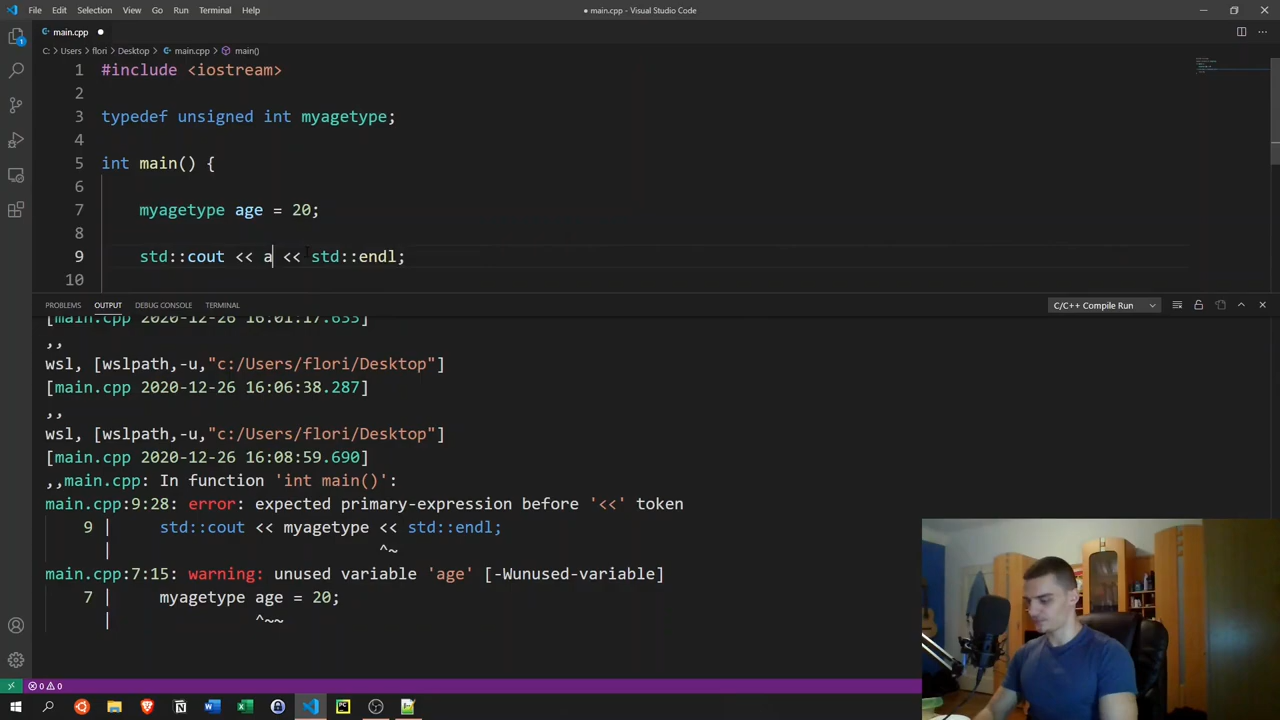 File Edit Selection View Go Run Terminal Help
● main.cpp - Visual Studio Code
main.cpp ●
C: > Users > flori > Desktop > main.cpp > main()
1 #include <iostream>
2
3 typedef unsigned int myagetype;
4
5 int main() {
6
7 myagetype age = 20;
8
9 std::cout << a << std::endl;
10
PROBLEMS OUTPUT DEBUG CONSOLE TERMINAL
C/C++ Compile Run
[main.cpp 2020-12-26 16:01:17.633]
,,
wsl, [wslpath,-u,"c:/Users/flori/Desktop"]
[main.cpp 2020-12-26 16:06:38.287]
,,
wsl, [wslpath,-u,"c:/Users/flori/Desktop"]
[main.cpp 2020-12-26 16:08:59.690]
,,main.cpp: In function 'int main()':
main.cpp:9:28: error: expected primary-expression before '<<' token
9 | std::cout << myagetype << std::endl;
| ^~
main.cpp:7:15: warning: unused variable 'age' [-Wunused-variable]
7 | myagetype age = 20;
| ^~~
0 0